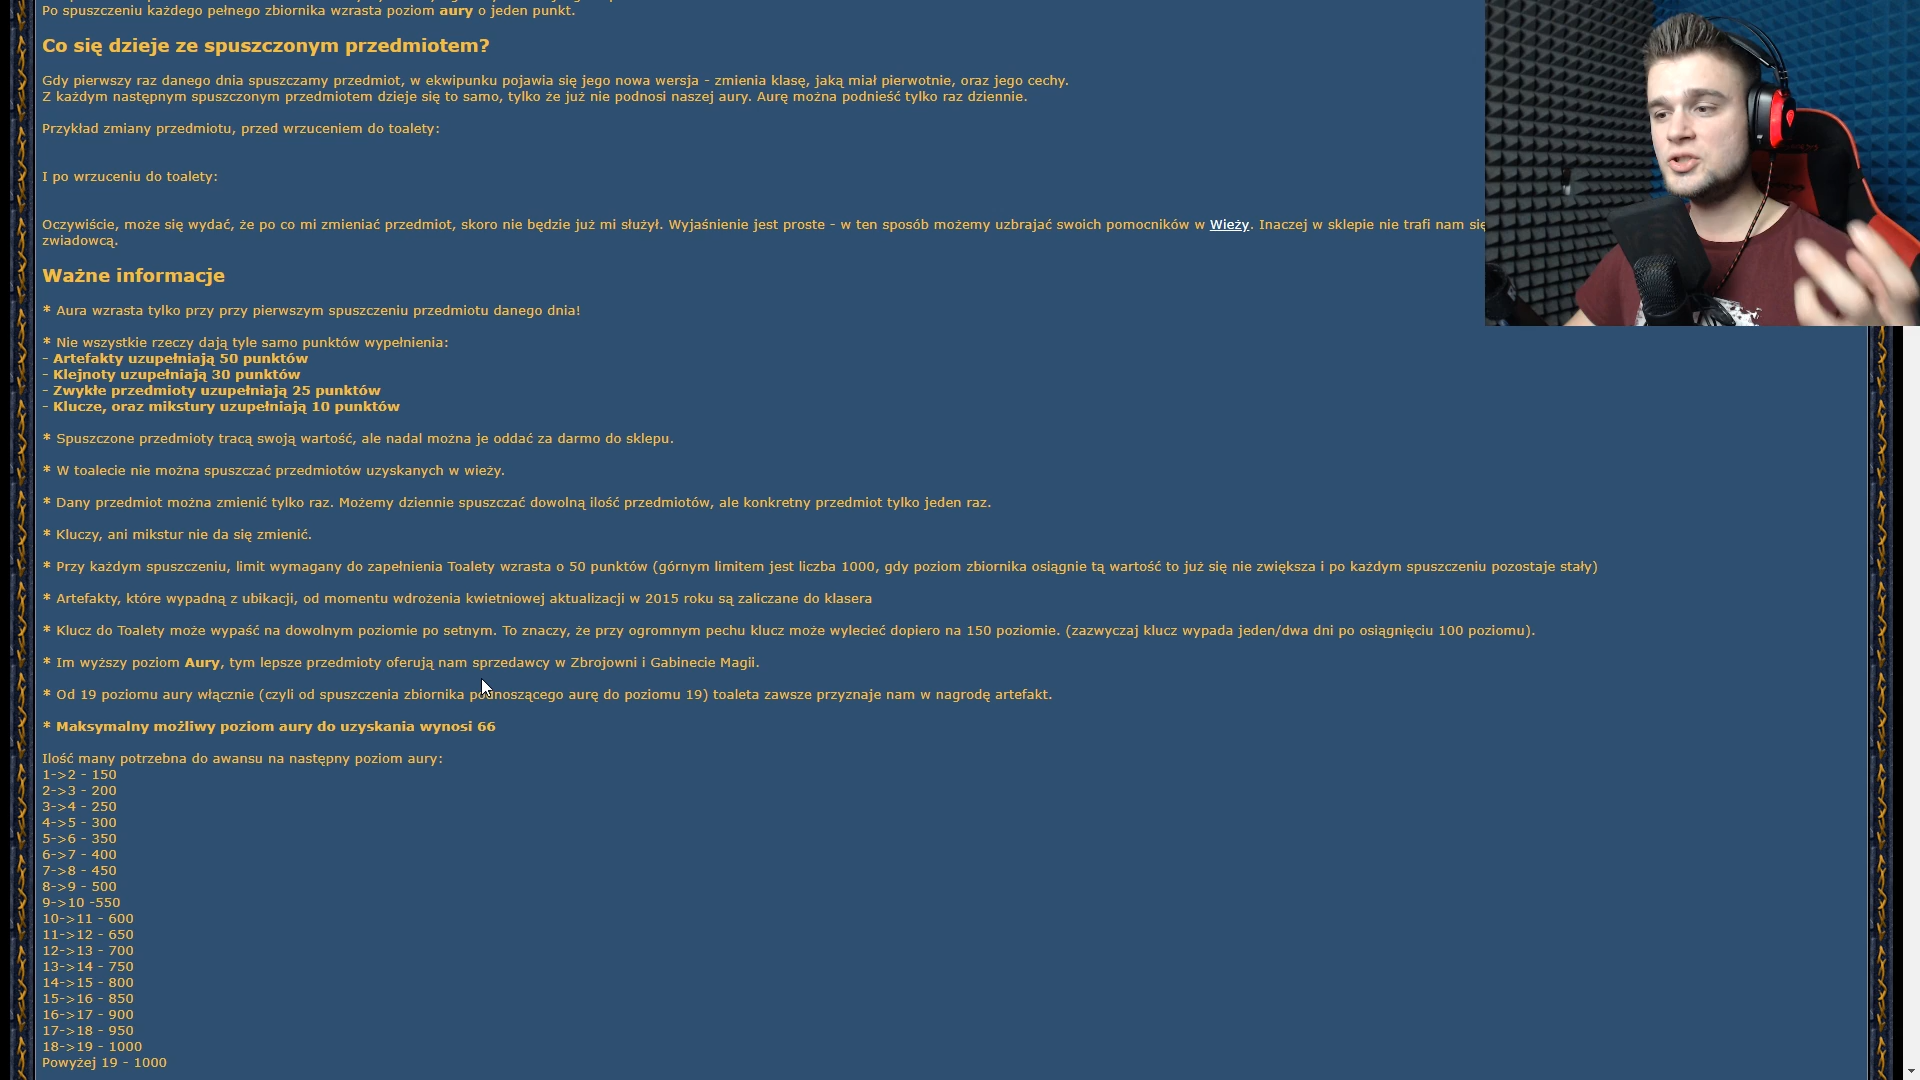 Po spuszczeniu każdego pełnego zbiornika wzrasta poziom aury o jeden punkt.
Co się dzieje ze spuszczonym przedmiotem?
Gdy pierwszy raz danego dnia spuszczamy przedmiot, w ekwipunku pojawia się jego nowa wersja - zmienia klasę, jaką miał pierwotnie, oraz jego cechy.
Z każdym następnym spuszczonym przedmiotem dzieje się to samo, tylko że już nie podnosi naszej aury. Aurę można podnieść tylko raz dziennie.
Przykład zmiany przedmiotu, przed wrzuceniem do toalety:
I po wrzuceniu do toalety:
Oczywiście, może się wydać, że po co mi zmieniać przedmiot, skoro nie będzie już mi służył. Wyjaśnienie jest proste - w ten sposób możemy uzbrajać swoich pomocników w Wieży. Inaczej w sklepie nie trafi nam się
zwiadowcą.
Ważne informacje
* Aura wzrasta tylko przy przy pierwszym spuszczeniu przedmiotu danego dnia!
* Nie wszystkie rzeczy dają tyle samo punktów wypełnienia:
- Artefakty uzupełniają 50 punktów
- Klejnoty uzupełniają 30 punktów
- Zwykłe przedmioty uzupełniają 25 punktów
- Klucze, oraz mikstury uzupełniają 10 punktów
* Spuszczone przedmioty tracą swoją wartość, ale nadal można je oddać za darmo do sklepu.
* W toalecie nie można spuszczać przedmiotów uzyskanych w wieży.
* Dany przedmiot można zmienić tylko raz. Możemy dziennie spuszczać dowolną ilość przedmiotów, ale konkretny przedmiot tylko jeden raz.
* Kluczy, ani mikstur nie da się zmienić.
* Przy każdym spuszczeniu, limit wymagany do zapełnienia Toalety wzrasta o 50 punktów (górnym limitem jest liczba 1000, gdy poziom zbiornika osiągnie tą wartość to już się nie zwiększa i po każdym spuszczeniu pozostaje stały)
* Artefakty, które wypadną z ubikacji, od momentu wdrożenia kwietniowej aktualizacji w 2015 roku są zaliczane do klasera
* Klucz do Toalety może wypaść na dowolnym poziomie po setnym. To znaczy, że przy ogromnym pechu klucz może wylecieć dopiero na 150 poziomie. (zazwyczaj klucz wypada jeden/dwa dni po osiągnięciu 100 poziomu).
* Im wyższy poziom Aury, tym lepsze przedmioty oferują nam sprzedawcy w Zbrojowni i Gabinecie Magii.
* Od 19 poziomu aury włącznie (czyli od spuszczenia zbiornika podnoszącego aurę do poziomu 19) toaleta zawsze przyznaje nam w nagrodę artefakt.
* Maksymalny możliwy poziom aury do uzyskania wynosi 66
Ilość many potrzebna do awansu na następny poziom aury:
1->2 - 150
2->3 - 200
3->4 - 250
4->5 - 300
5->6 - 350
6->7 - 400
7->8 - 450
8->9 - 500
9->10 -550
10->11 - 600
11->12 - 650
12->13 - 700
13->14 - 750
14->15 - 800
15->16 - 850
16->17 - 900
17->18 - 950
18->19 - 1000
Powyżej 19 - 1000